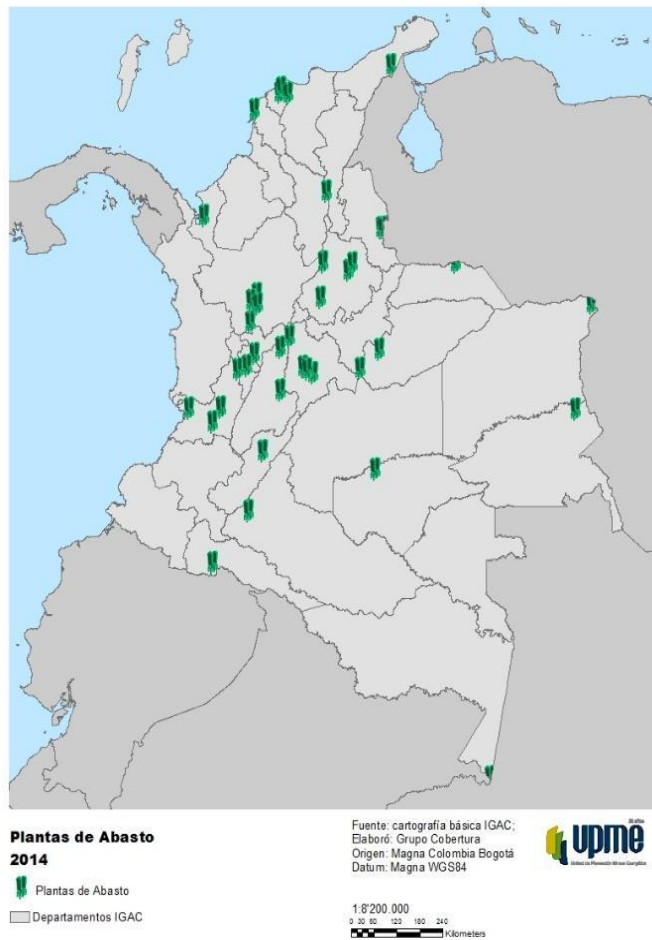 Plantas de Abasto
2014
Plantas de Abasto
Departamentos IGAC
Fuente: cartografía básica IGAC;
Elaboró: Grupo Cobertura
Origen: Magna Colombia Bogotá
Datum: Magna WGS84
1:8'200.000
0 30 60 120 180 240
Kilometers
upme